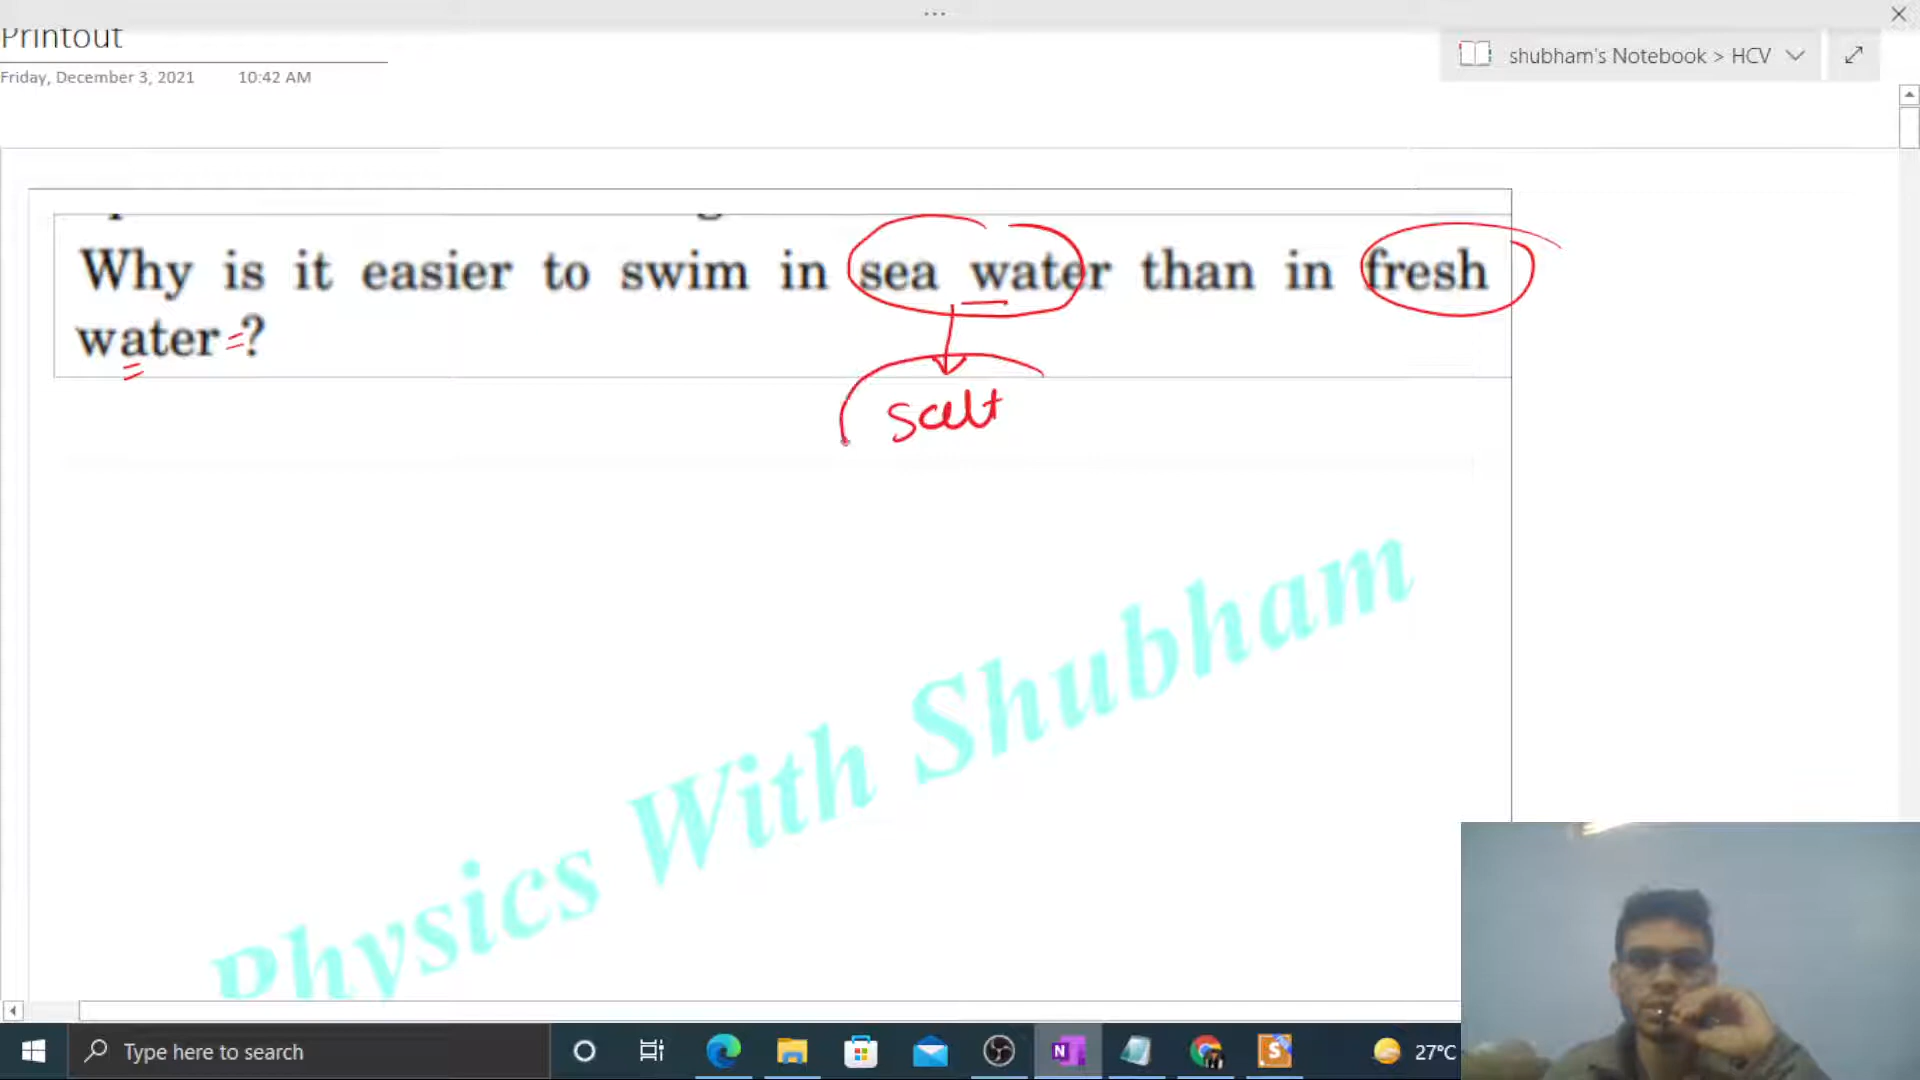 ...
Printout
Friday, December 3, 2021 10:42 AM
shubham's Notebook > HCV
Why is it easier to swim in sea water than in fresh
water ?
salt
Physics With Shubham
Type here to search
27°C